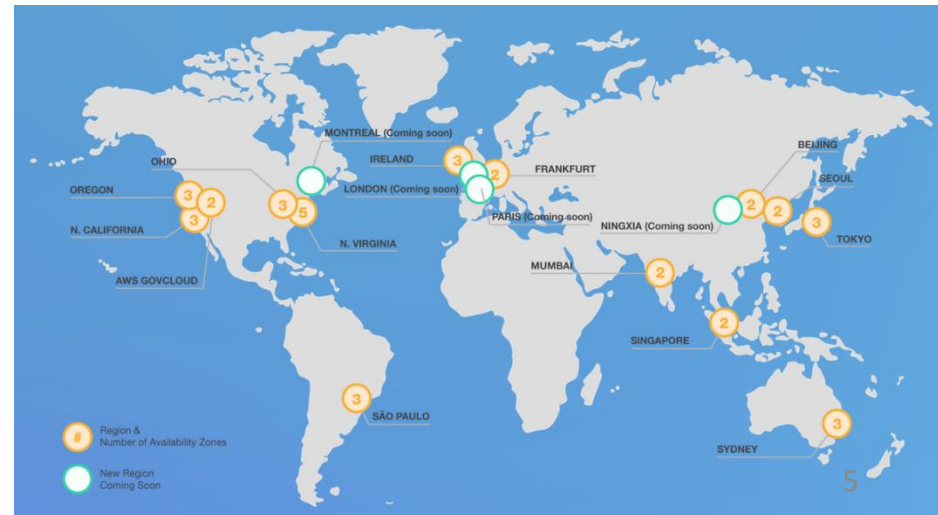 MONTREAL (Coming soon)
BEIJING
OHIO
IRELAND
3
FRANKFURT
2
SEOUL
OREGON
3
2
LONDON (Coming soon)
3
5
PARIS (Coming soon)
2
2
N. CALIFORNIA
3
NINGXIA (Coming soon)
3
TOKYO
N. VIRGINIA
MUMBAI
2
AWS GOVCLOUD
2
SINGAPORE
3
SÃO PAULO
3
SYDNEY
# Region &
Number of Availability Zones
New Region
Coming Soon
5